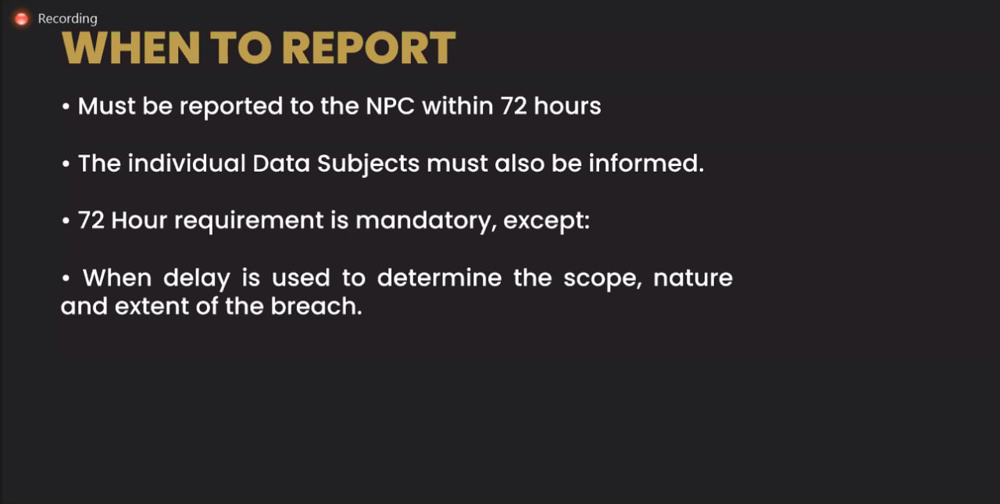 Recording
WHEN TO REPORT
• Must be reported to the NPC within 72 hours
• The individual Data Subjects must also be informed.
• 72 Hour requirement is mandatory, except:
• When delay is used to determine the scope, nature
and extent of the breach.